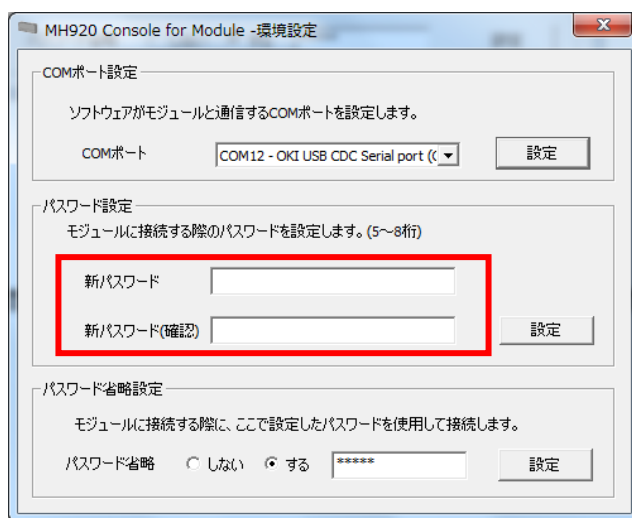 MH920 Console for Module -環境設定
COMポート設定
ソフトウェアがモジュールと通信するCOMポートを設定します。
COMポート COM12 - OKI USB CDC Serial port (( 設定
パスワード設定
モジュールに接続する際のパスワードを設定します。(5～8桁)
新パスワード
新パスワード(確認) 設定
パスワード省略設定
モジュールに接続する際に、ここで設定したパスワードを使用して接続します。
パスワード省略 しない する ***** 設定